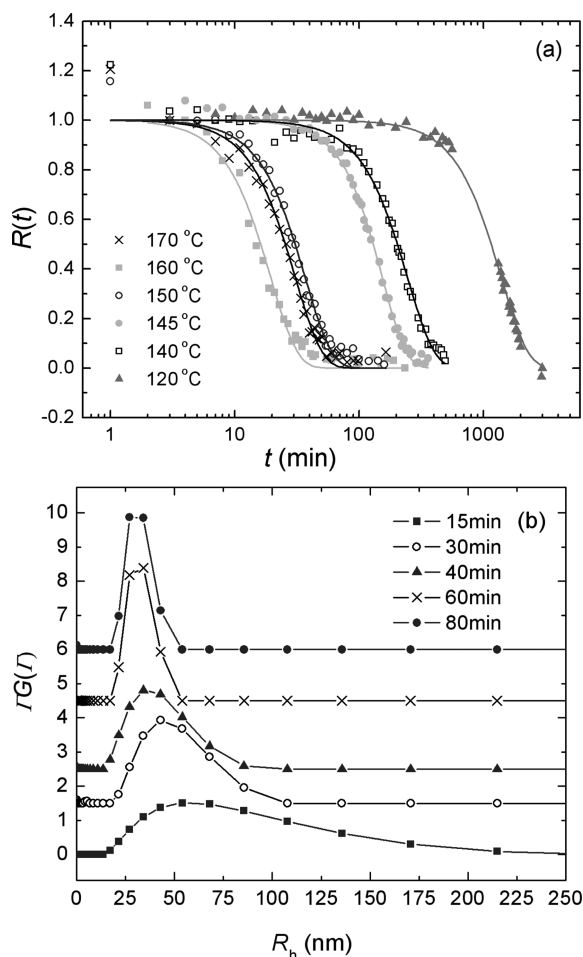 1.4
1.2
1.0
0.8
0.6
0.4
0.2
0.0
-0.2
R(t)
(a)
170 °C
160 °C
150 °C
145 °C
140 °C
120 °C
1 10 100 1000
t (min)
10
9
8
7
6
5
4
3
2
1
0
ΓG(Γ)
(b)
15min
30min
40min
60min
80min
0 25 50 75 100 125 150 175 200 225 250
Rh (nm)